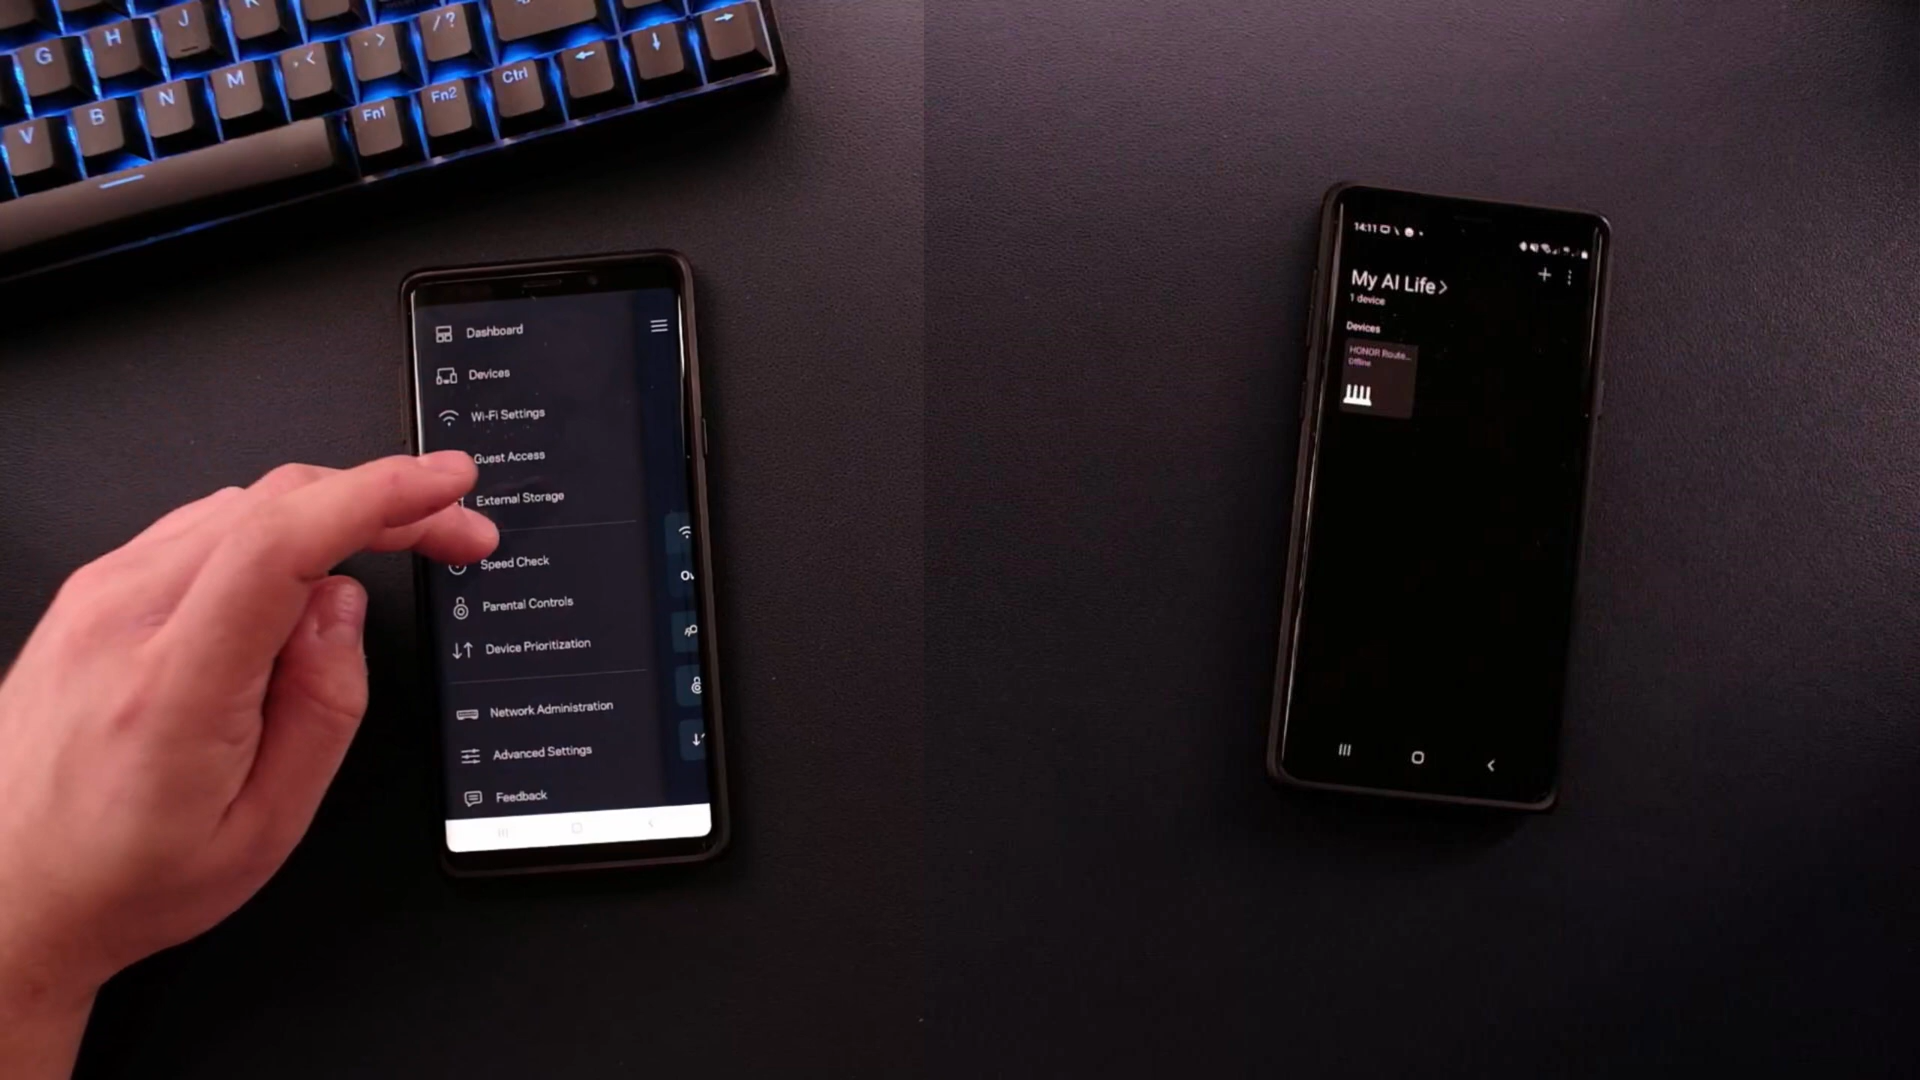 J
K
G
H
. >
/ ?
→
, <
←
↓
N
M
Ctrl
V
B
Fn1
Fn2
Dashboard
Devices
Wi-Fi Settings
Guest Access
External Storage
Speed Check
Parental Controls
Device Prioritization
Network Administration
Advanced Settings
Feedback
14:11
My AI Life >
1 device
Devices
HONOR Route...
Offline